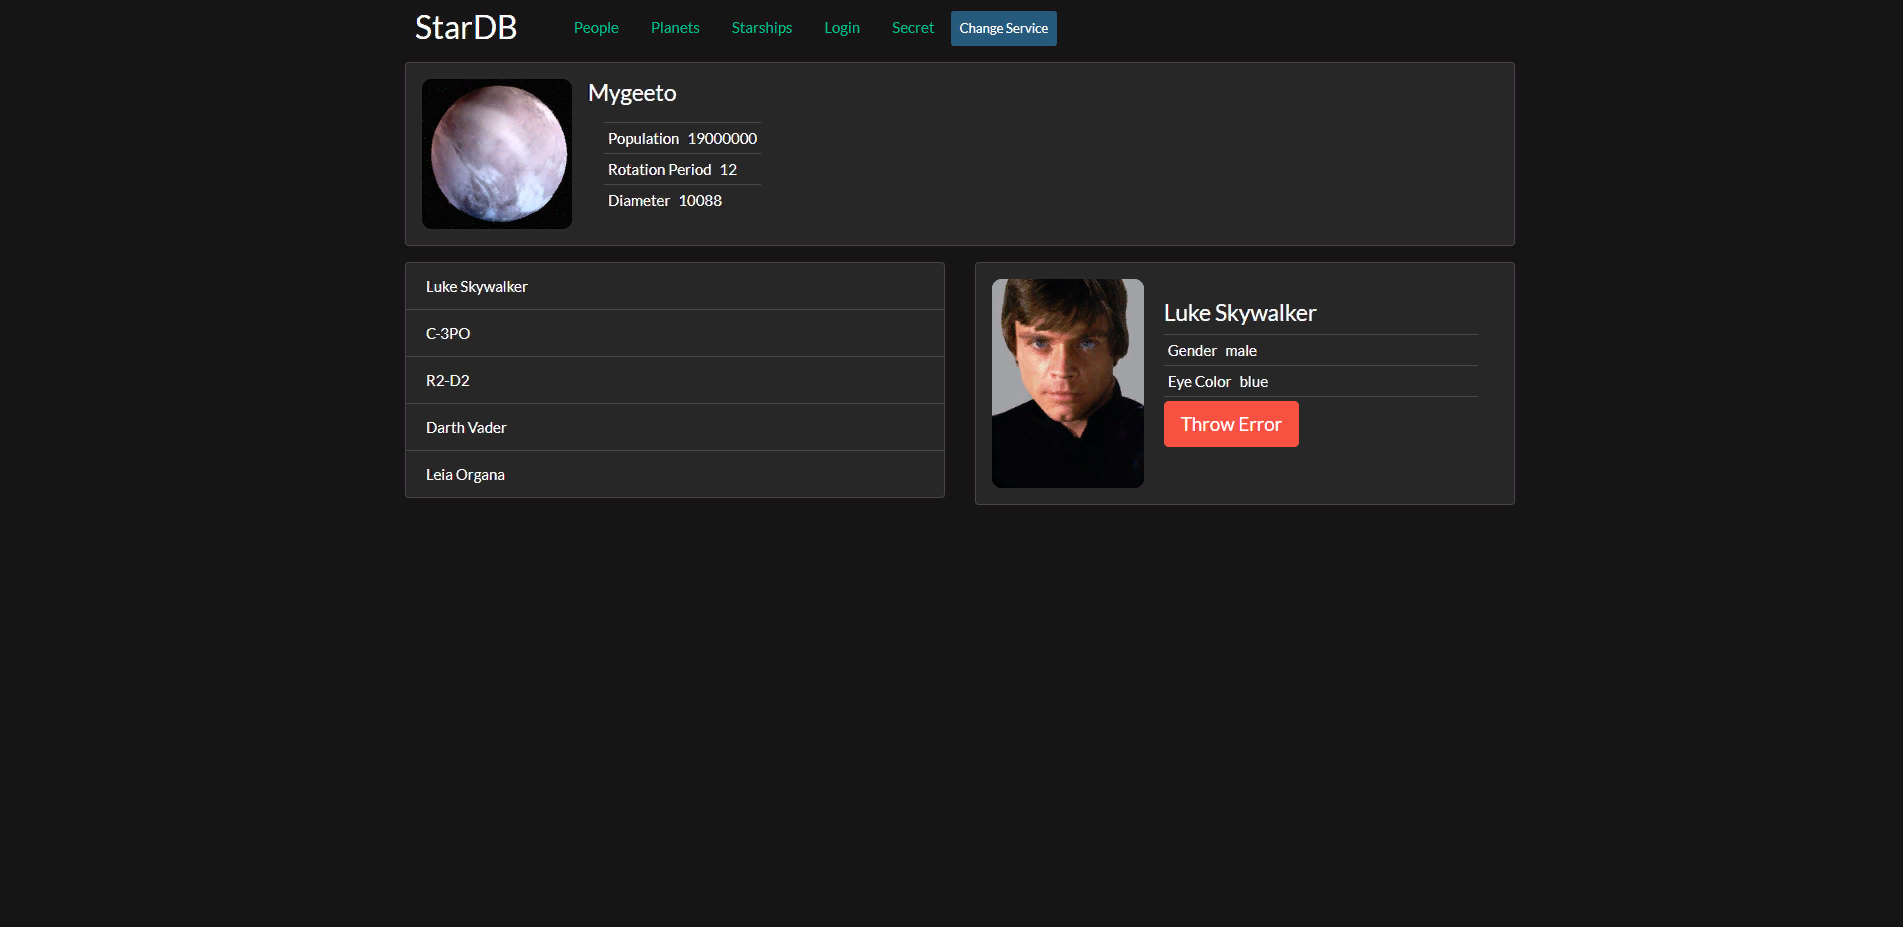 StarDB People Planets Starships Login Secret Change Service
Mygeeto
Population 19000000
Rotation Period 12
Diameter 10088
Luke Skywalker
C-3PO
R2-D2
Darth Vader
Leia Organa
Luke Skywalker
Gender male
Eye Color blue
Throw Error